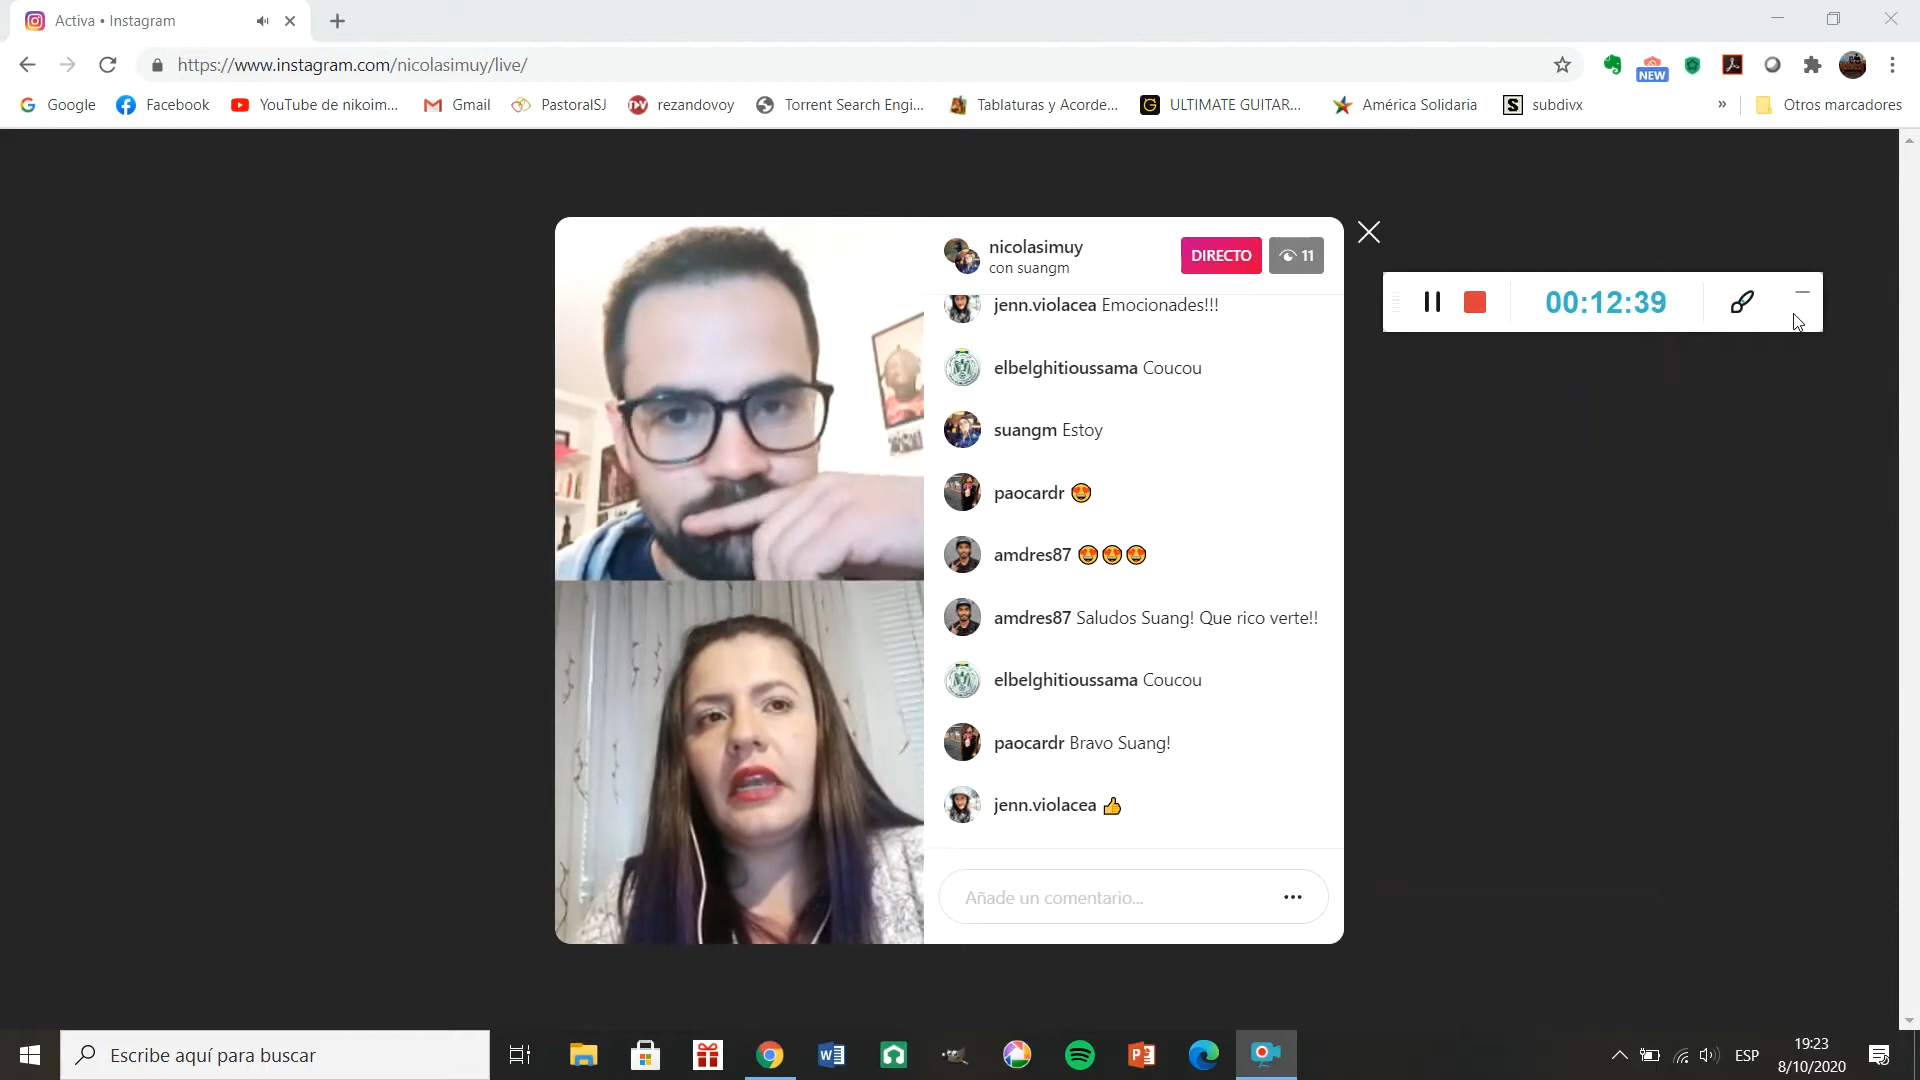 Activa • Instagram
https://www.instagram.com/nicolasimuy/live/
NEW
Google
Facebook
YouTube de nikoim...
Gmail
PastoralSJ
rezandovoy
Torrent Search Engi...
Tablaturas y Acorde...
ULTIMATE GUITAR...
América Solidaria
subdivx
»
Otros marcadores
nicolasimuy
con suangm
DIRECTO
11
jenn.violacea Emocionades!!!
elbelghitioussama Coucou
suangm Estoy
paocardr 😍
amdres87 😍😍😍
amdres87 Saludos Suang! Que rico verte!!
elbelghitioussama Coucou
paocardr Bravo Suang!
jenn.violacea 👍
Añade un comentario...
00:12:39
Escribe aquí para buscar
ESP
19:23
8/10/2020